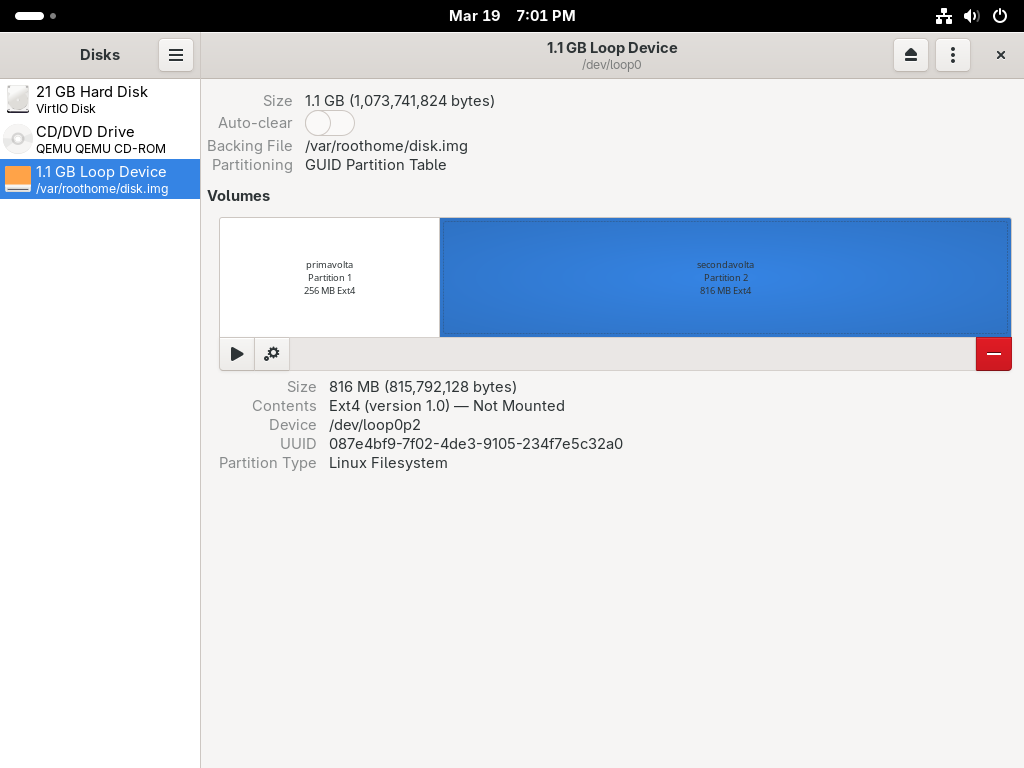 Mar 19 7:01 PM
Disks
1.1 GB Loop Device
/dev/loop0
21 GB Hard Disk
VirtIO Disk
CD/DVD Drive
QEMU QEMU CD-ROM
1.1 GB Loop Device
/var/roothome/disk.img
Size 1.1 GB (1,073,741,824 bytes)
Auto-clear
Backing File /var/roothome/disk.img
Partitioning GUID Partition Table
Volumes
primavolta
Partition 1
256 MB Ext4
secondavolta
Partition 2
816 MB Ext4
Size 816 MB (815,792,128 bytes)
Contents Ext4 (version 1.0) — Not Mounted
Device /dev/loop0p2
UUID 087e4bf9-7f02-4de3-9105-234f7e5c32a0
Partition Type Linux Filesystem